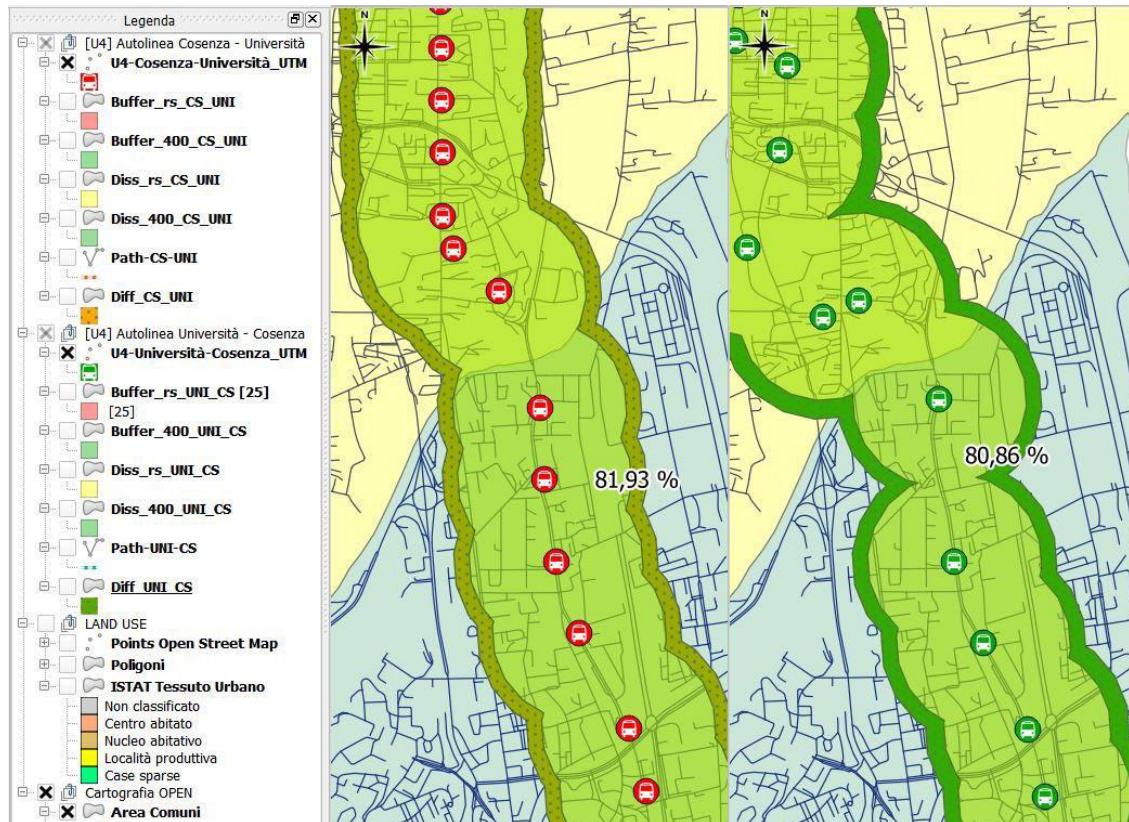 Legenda
[U4] Autolinea Cosenza - Università
U4-Cosenza-Università_UTM
Buffer_rs_CS_UNI
Buffer_400_CS_UNI
Diss_rs_CS_UNI
Diss_400_CS_UNI
Path-CS-UNI
Diff_CS_UNI
[U4] Autolinea Università - Cosenza
U4-Università-Cosenza_UTM
Buffer_rs_UNI_CS [25]
[25]
Buffer_400_UNI_CS
Diss_rs_UNI_CS
Diss_400_UNI_CS
Path-UNI-CS
Diff_UNI_CS
LAND USE
Points Open Street Map
Poligoni
ISTAT Tessuto Urbano
Non classificato
Centro abitato
Nucleo abitativo
Località produttiva
Case sparse
Cartografia OPEN
Area Comuni
N
81,93 %
N
80,86 %